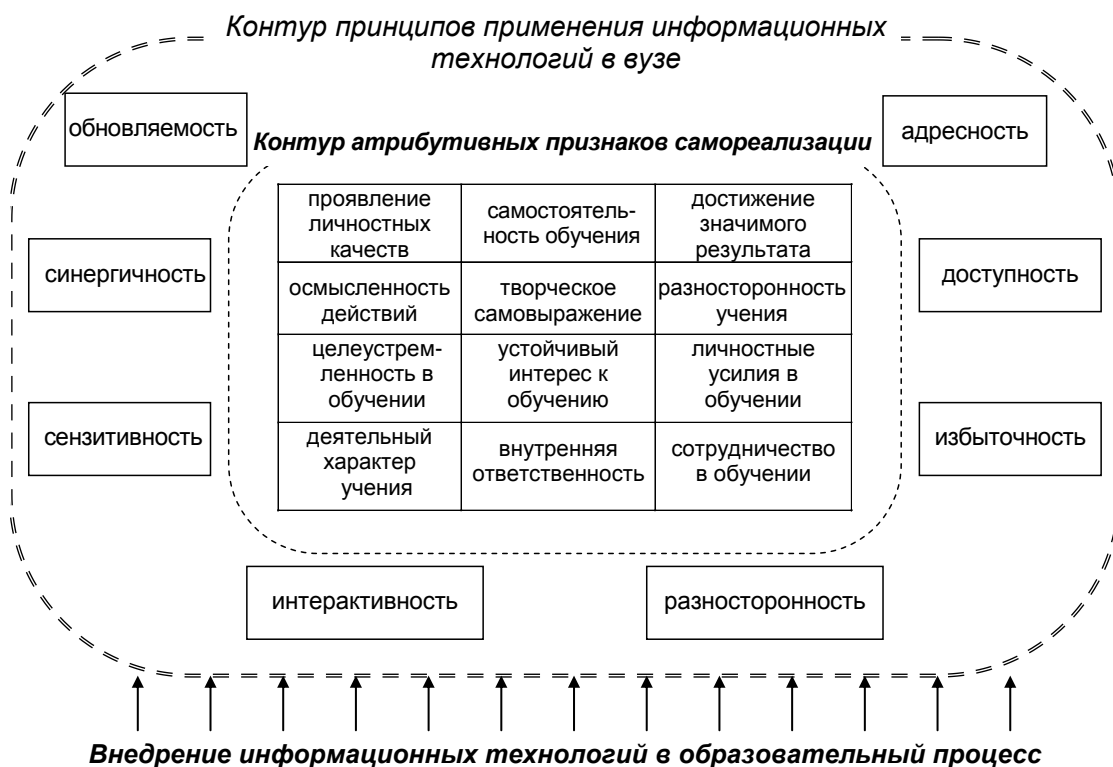 Контур принципов применения информационных
технологий в вузе
обновляемость
адресность
Контур атрибутивных признаков самореализации
проявление
личностных
качеств
самостоятель-
ность обучения
достижение
значимого
результата
синергичность
доступность
осмысленность
действий
творческое
самовыражение
разносторонность
учения
целеустрем-
ленность в
обучении
устойчивый
интерес к
обучению
личностные
усилия в
обучении
сензитивность
избыточность
деятельный
характер
учения
внутренняя
ответственность
сотрудничество
в обучении
интерактивность
разносторонность
Внедрение информационных технологий в образовательный процесс